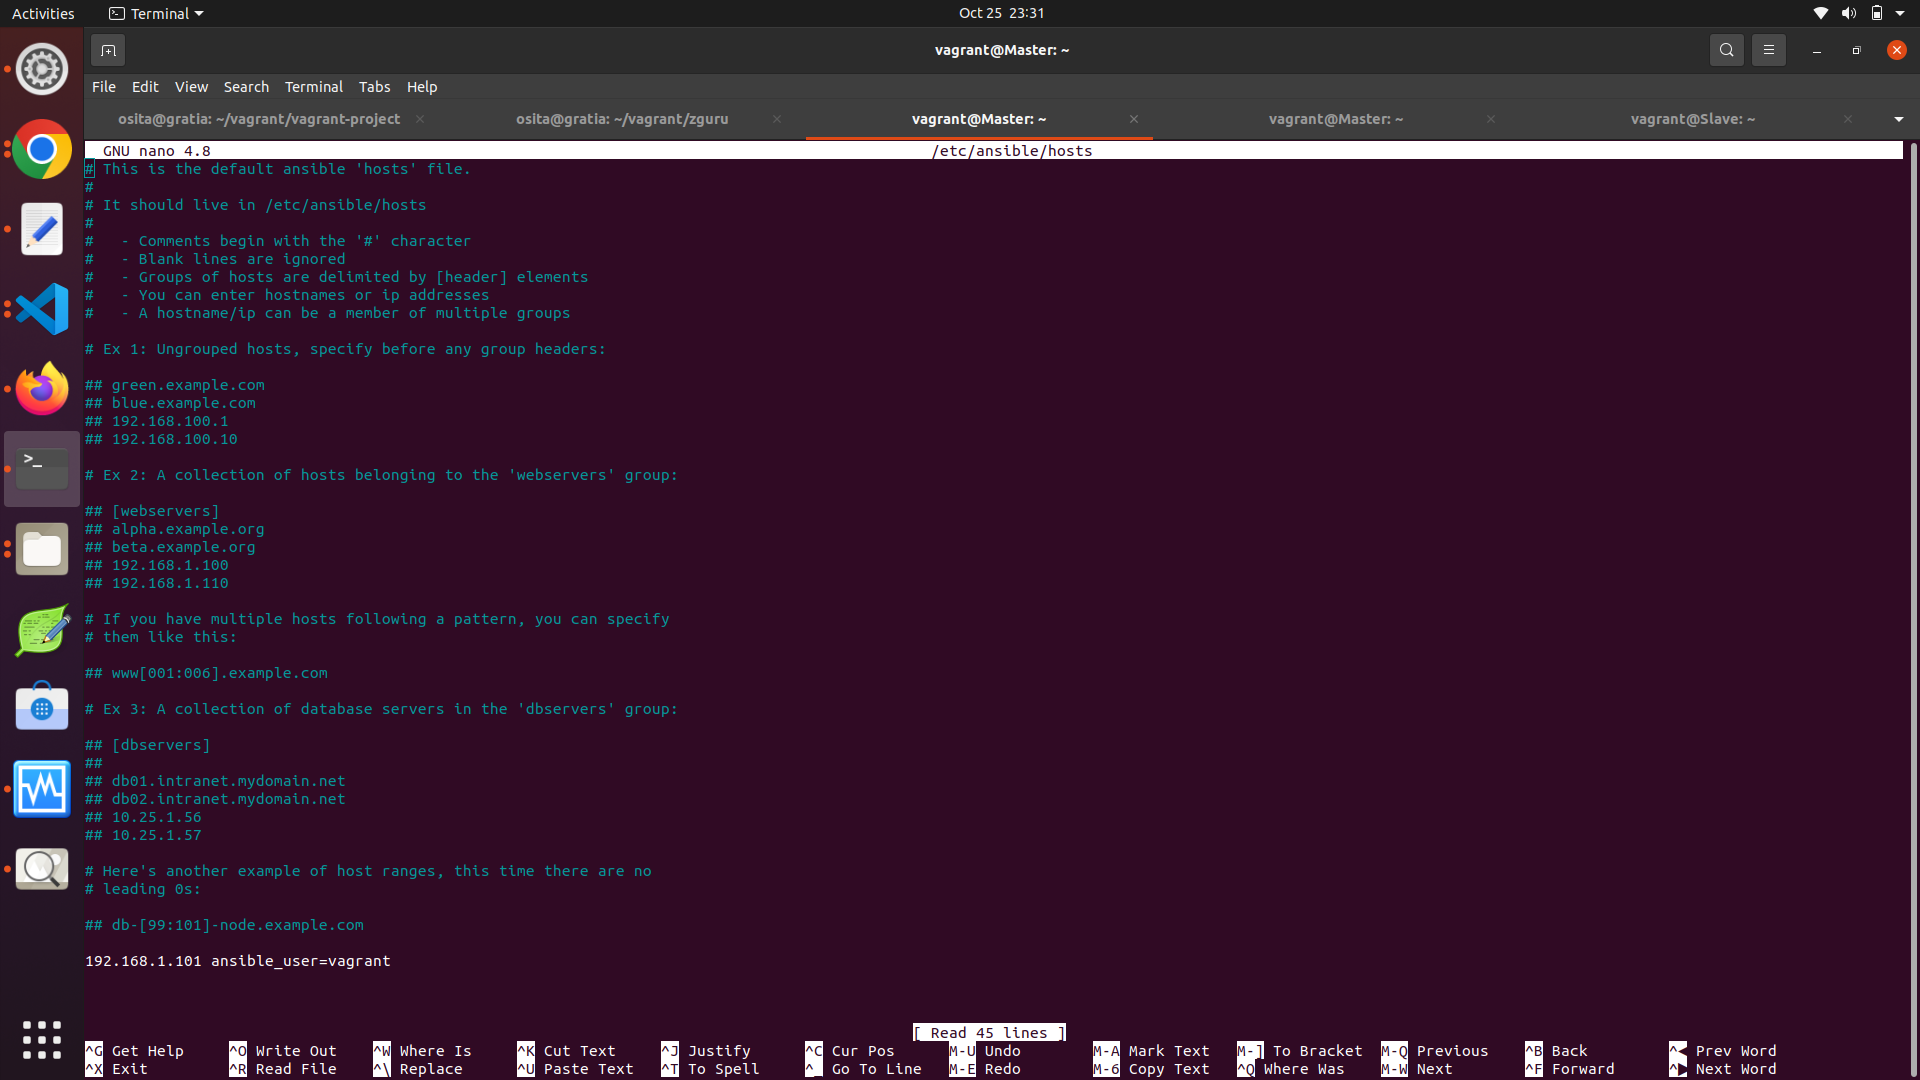 Activities Terminal Oct 25 23:31
vagrant@Master: ~
File Edit View Search Terminal Tabs Help
osita@gratia: ~/vagrant/vagrant-project osita@gratia: ~/vagrant/zguru vagrant@Master: ~ vagrant@Master: ~ vagrant@Slave: ~
GNU nano 4.8 /etc/ansible/hosts
# This is the default ansible 'hosts' file.
#
# It should live in /etc/ansible/hosts
#
#   - Comments begin with the '#' character
#   - Blank lines are ignored
#   - Groups of hosts are delimited by [header] elements
#   - You can enter hostnames or ip addresses
#   - A hostname/ip can be a member of multiple groups
# Ex 1: Ungrouped hosts, specify before any group headers:
## green.example.com
## blue.example.com
## 192.168.100.1
## 192.168.100.10
# Ex 2: A collection of hosts belonging to the 'webservers' group:
## [webservers]
## alpha.example.org
## beta.example.org
## 192.168.1.100
## 192.168.1.110
# If you have multiple hosts following a pattern, you can specify
# them like this:
## www[001:006].example.com
# Ex 3: A collection of database servers in the 'dbservers' group:
## [dbservers]
##
## db01.intranet.mydomain.net
## db02.intranet.mydomain.net
## 10.25.1.56
## 10.25.1.57
# Here's another example of host ranges, this time there are no
# leading 0s:
## db-[99:101]-node.example.com
192.168.1.101 ansible_user=vagrant
[ Read 45 lines ]
^G Get Help ^O Write Out ^W Where Is ^K Cut Text ^J Justify ^C Cur Pos M-U Undo M-A Mark Text M-] To Bracket M-Q Previous ^B Back ^◀ Prev Word
^X Exit ^R Read File ^\ Replace ^U Paste Text ^T To Spell ^_ Go To Line M-E Redo M-6 Copy Text ^Q Where Was M-W Next ^F Forward ^▶ Next Word